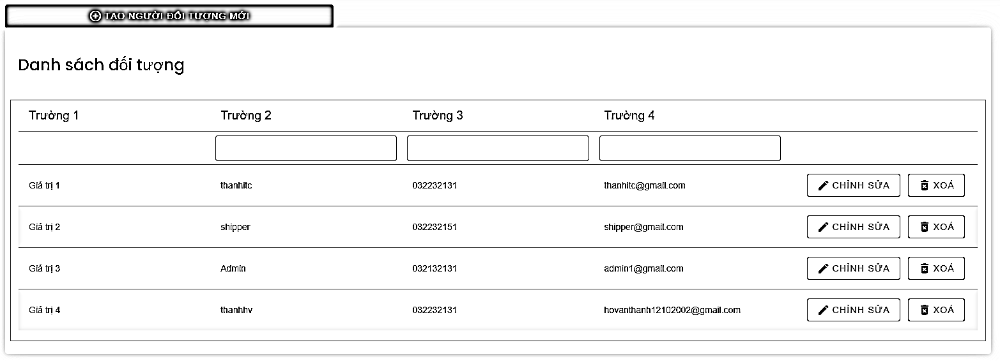 TẠO NGƯỜI ĐỐI TƯỢNG MỚI
Danh sách đối tượng
Trường 1 Trường 2 Trường 3 Trường 4
Giá trị 1 thanhitc 032232131 thanhitc@gmail.com CHỈNH SỬA XOÁ
Giá trị 2 shipper 032232151 shipper@gmail.com CHỈNH SỬA XOÁ
Giá trị 3 Admin 032132131 admin1@gmail.com CHỈNH SỬA XOÁ
Giá trị 4 thanhhv 032232131 hovanthanh12102002@gmail.com CHỈNH SỬA XOÁ